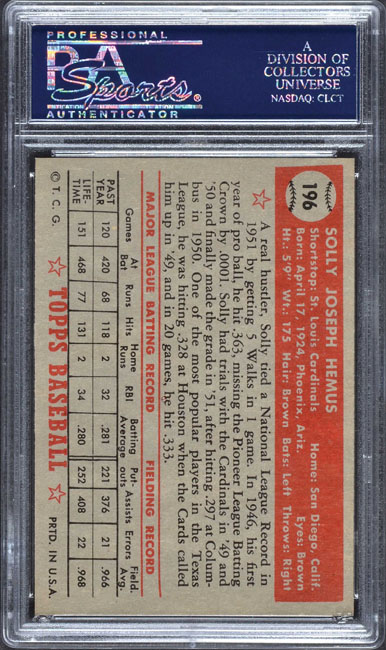 PROFESSIONAL
PSA
Sports
AUTHENTICATOR
A
DIVISION OF
COLLECTORS
UNIVERSE
NASDAQ: CLCT
196
SOLLY JOSEPH HEMUS
Shortstop: St. Louis Cardinals Home: San Diego, Calif.
Born: April 17, 1924, Phoenix, Ariz. Eyes: Brown
Ht.: 5'9" Wt.: 175 Hair: Brown Bats: Left Throws: Right
A real hustler, Solly tied a National League Record in
1951 by getting 5 Walks in 1 game. In 1946, his first
year of pro ball, he hit .363, missing the Pioneer League Batting
Crown by .0001. Solly had trials with the Cardinals in '49 and
'50 and finally made the grade in '51, after hitting .297 at Colum-
bus in 1950. One of the most popular players in the Texas
League, he was hitting .328 at Houston when the Cards called
him up in '49, and in 20 games, he hit .333.
MAJOR LEAGUE BATTING RECORD FIELDING RECORD
Games At Bat Runs Hits Home Runs RBI Batting Average Put-outs Assists Errors Field. Avg.
PAST YEAR 120 420 68 118 2 32 .281 221 376 21 .966
LIFE-TIME 151 468 77 131 2 34 .280 252 408 22 .968
© T. C. G. TOPPS BASEBALL PRTD. IN U.S.A.